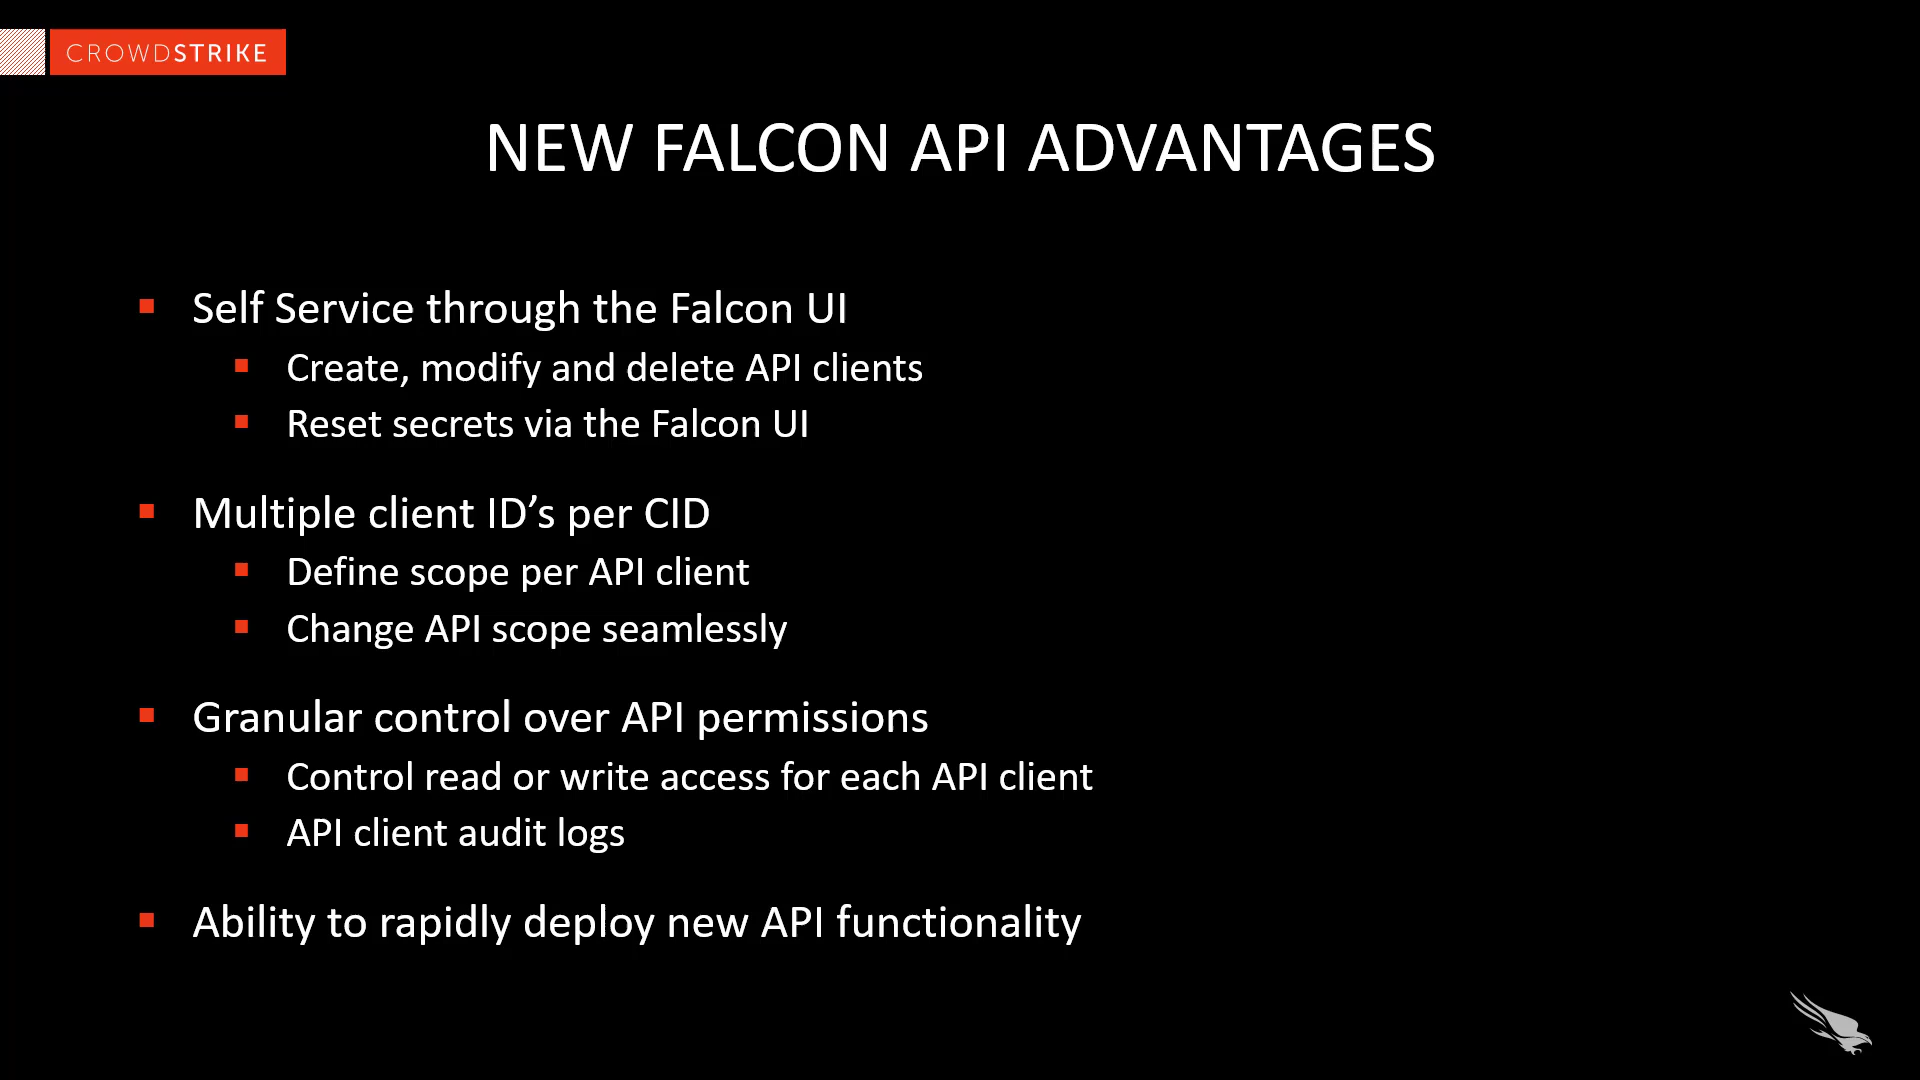 CROWDSTRIKE
NEW FALCON API ADVANTAGES
Self Service through the Falcon UI
Create, modify and delete API clients
Reset secrets via the Falcon UI
Multiple client ID’s per CID
Define scope per API client
Change API scope seamlessly
Granular control over API permissions
Control read or write access for each API client
API client audit logs
Ability to rapidly deploy new API functionality